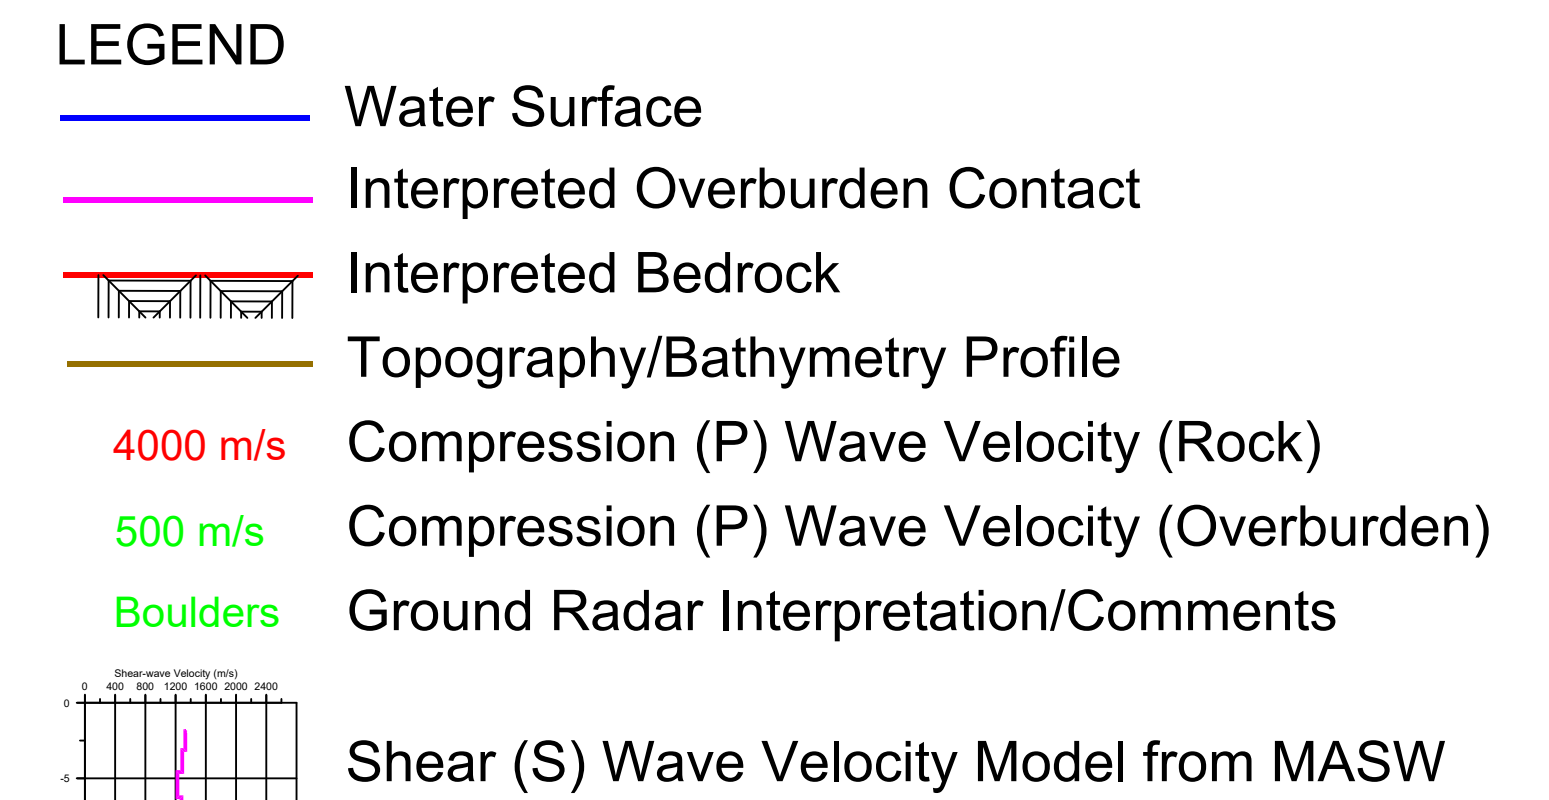 LEGEND
Water Surface
Interpreted Overburden Contact
Interpreted Bedrock
Topography/Bathymetry Profile
4000 m/s Compression (P) Wave Velocity (Rock)
500 m/s Compression (P) Wave Velocity (Overburden)
Boulders Ground Radar Interpretation/Comments
Shear-wave Velocity (m/s)
0 400 800 1200 1600 2000 2400
0
-5
Shear (S) Wave Velocity Model from MASW